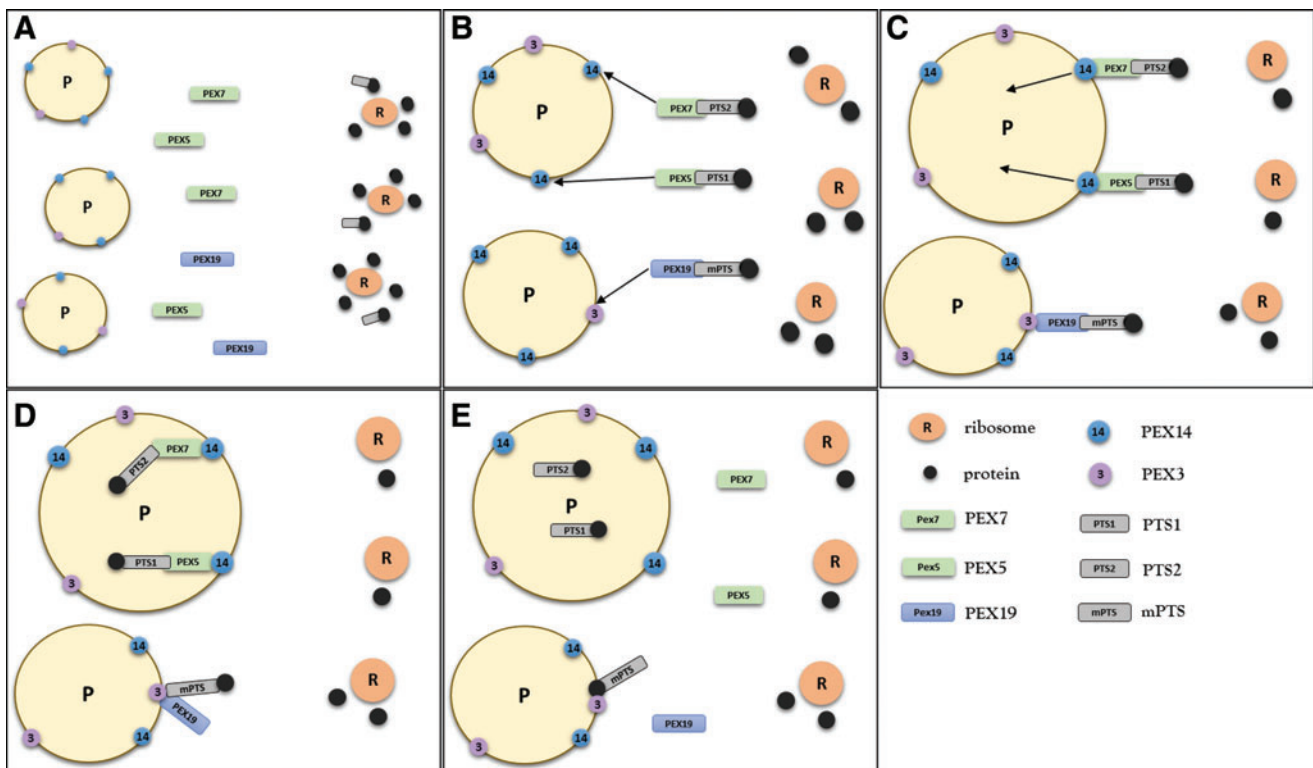 A
P
PEX7
R
PEX5
P
PEX7
R
PEX19
P
PEX5
R
PEX19
B
3
14
14
P
PEX7 PTS2
R
3
14
PEX5 PTS1
R
14
14
P
PEX19 mPTS
3
14
R
C
3
14
14 PEX7 PTS2
R
P
3
14 PEX5 PTS1
R
14
P
3 PEX19 mPTS
R
3
14
D
3
14
PTS2
PEX7
14
R
P
PTS1 PEX5
14
R
3
14
P
3
mPTS
PEX19
R
3
14
E
3
14
14
PTS2
PEX7
R
P
PTS1
3
14
PEX5
R
14
mPTS
P
3
PEX19
R
3
14
R ribosome
14 PEX14
protein
3 PEX3
Pex7 PEX7
PTS1 PTS1
Pex5 PEX5
PTS2 PTS2
Pex19 PEX19
mPTS mPTS